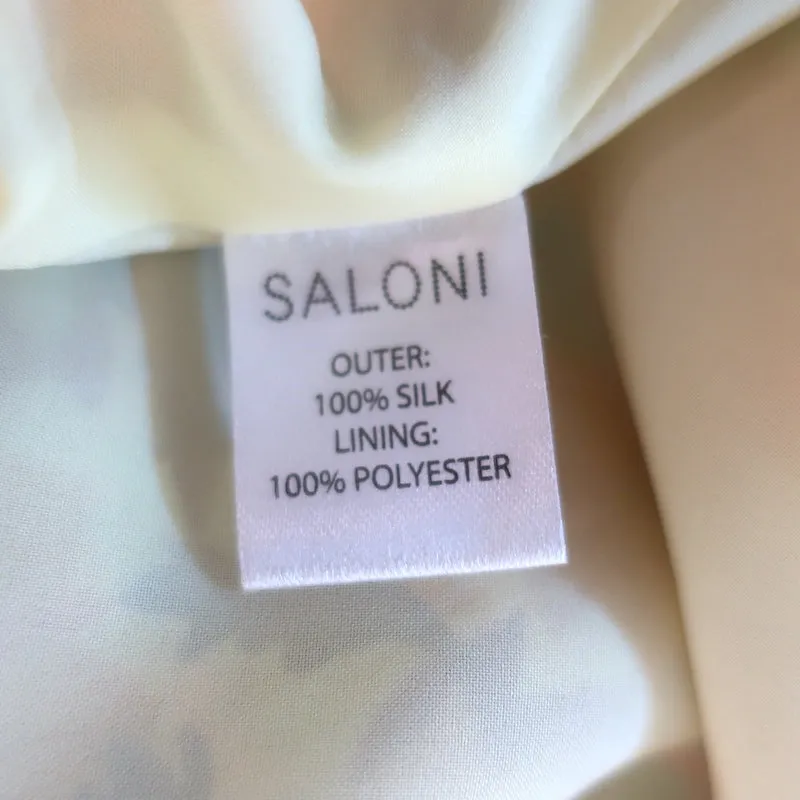 SALONI
OUTER:
100% SILK
LINING:
100% POLYESTER